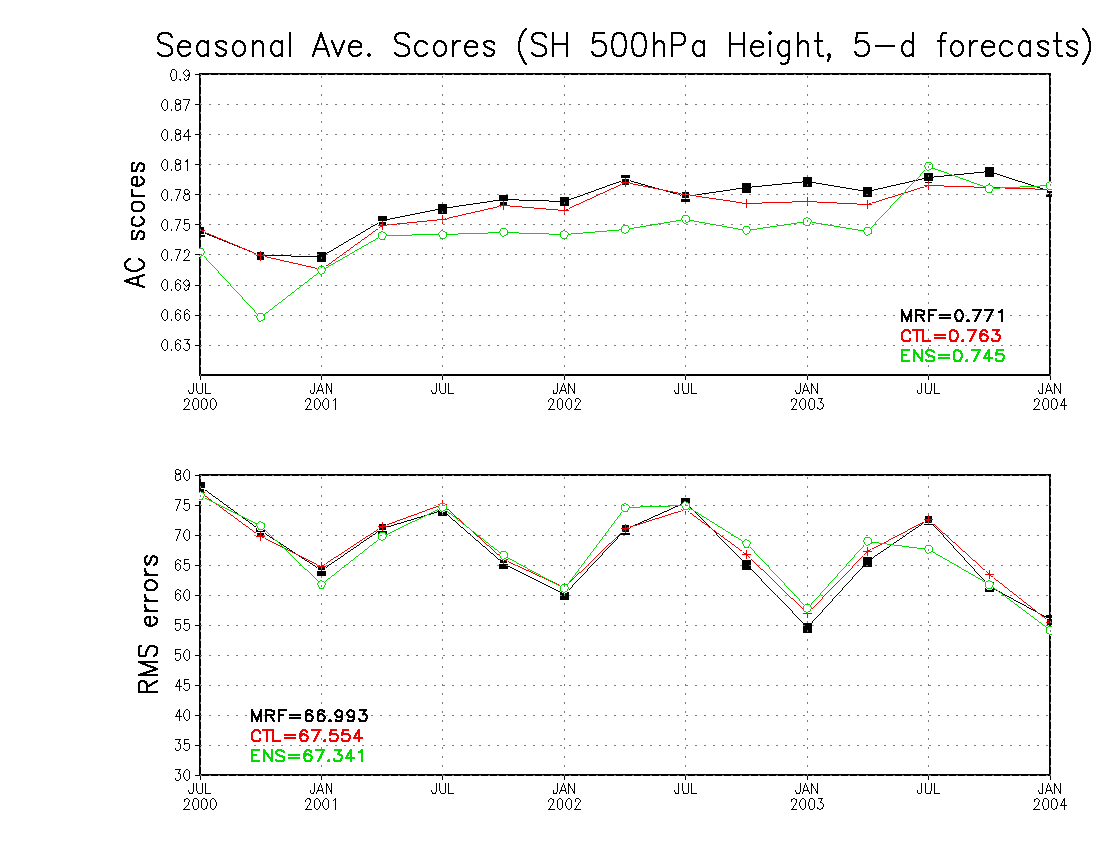 Seasonal Ave. Scores (SH 500hPa Height, 5-d forecasts)
AC scores
0.9
0.87
0.84
0.81
0.78
0.75
0.72
0.69
0.66
0.63
MRF=0.771
CTL=0.763
ENS=0.745
JUL JAN JUL JAN JUL JAN JUL JAN
2000 2001 2002 2003 2004
RMS errors
80
75
70
65
60
55
50
45
40
35
30
MRF=66.993
CTL=67.554
ENS=67.341
JUL JAN JUL JAN JUL JAN JUL JAN
2000 2001 2002 2003 2004